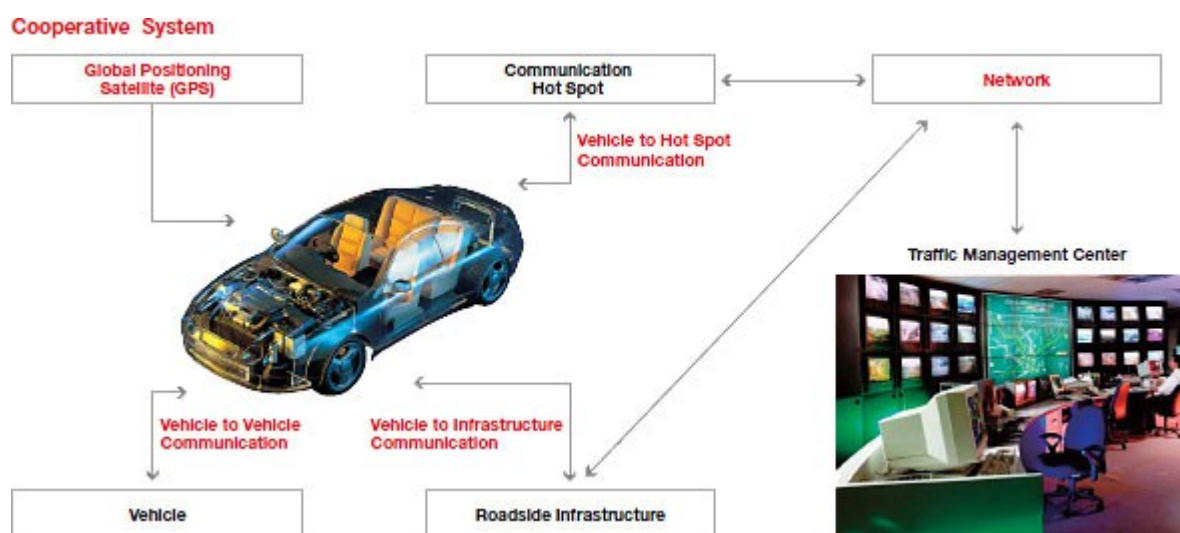 Cooperative System
Global Positioning
Satellite (GPS)
Communication
Hot Spot
Network
Vehicle to Hot Spot
Communication
Traffic Management Center
Vehicle to Vehicle
Communication
Vehicle to Infrastructure
Communication
Vehicle
Roadside Infrastructure